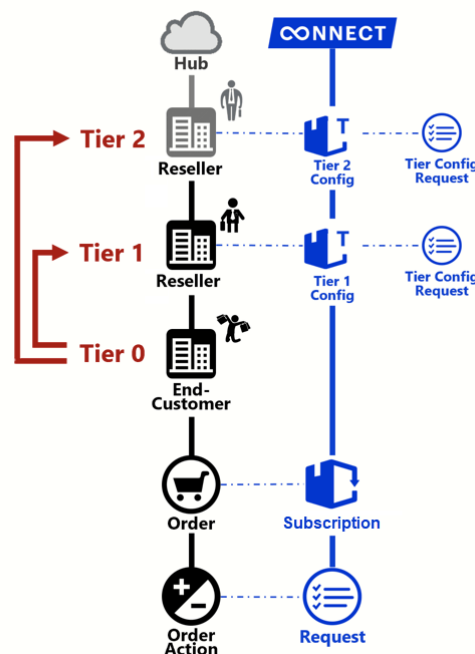 CONNECT
Hub
Tier 2
Reseller
T
Tier 2
Config
Tier Config
Request
Tier 1
Reseller
T
Tier 1
Config
Tier Config
Request
Tier 0
End-
Customer
Order
Subscription
Order
Action
Request